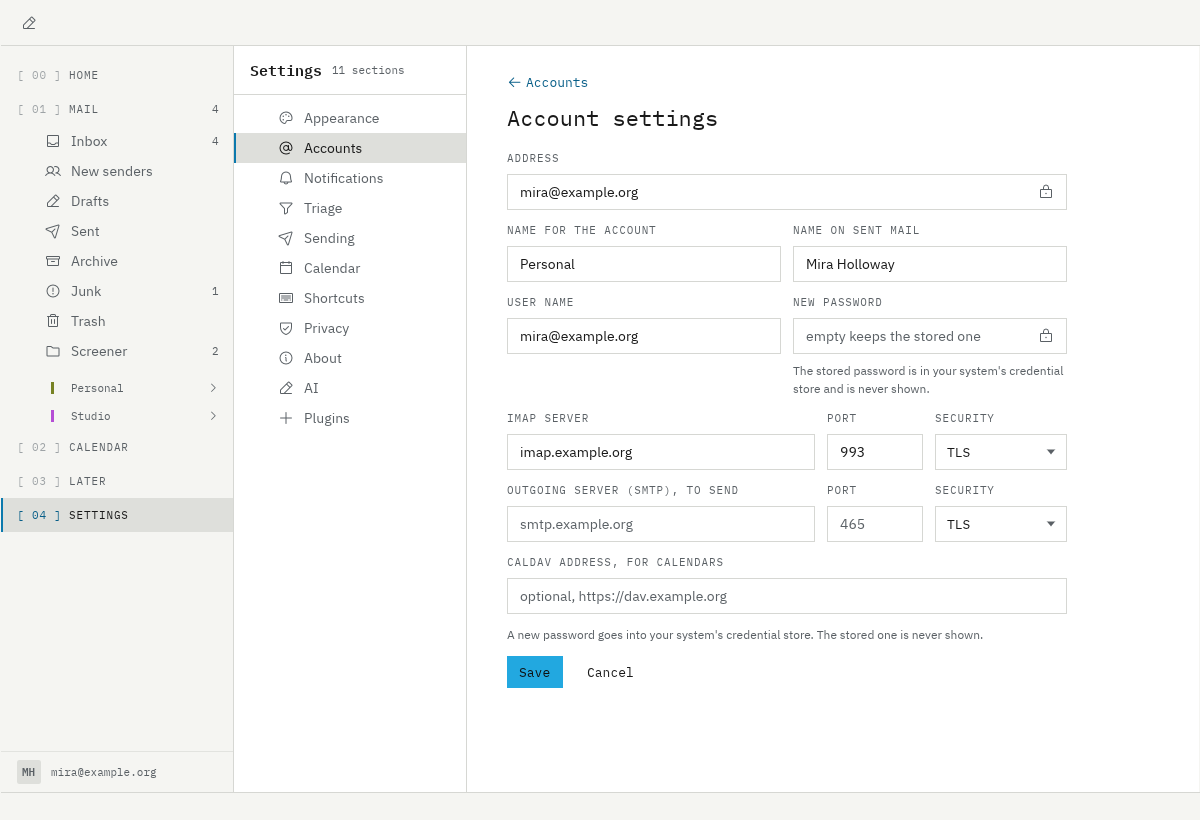 [ 00 ] HOME
[ 01 ] MAIL 4
Inbox 4
New senders
Drafts
Sent
Archive
Junk 1
Trash
Screener 2
Personal
Studio
[ 02 ] CALENDAR
[ 03 ] LATER
[ 04 ] SETTINGS
MH mira@example.org
Settings 11 sections
Appearance
Accounts
Notifications
Triage
Sending
Calendar
Shortcuts
Privacy
About
AI
Plugins
← Accounts
Account settings
ADDRESS
mira@example.org
NAME FOR THE ACCOUNT NAME ON SENT MAIL
Personal Mira Holloway
USER NAME NEW PASSWORD
mira@example.org empty keeps the stored one
The stored password is in your system's credential
store and is never shown.
IMAP SERVER PORT SECURITY
imap.example.org 993 TLS
OUTGOING SERVER (SMTP), TO SEND PORT SECURITY
smtp.example.org 465 TLS
CALDAV ADDRESS, FOR CALENDARS
optional, https://dav.example.org
A new password goes into your system's credential store. The stored one is never shown.
Save Cancel